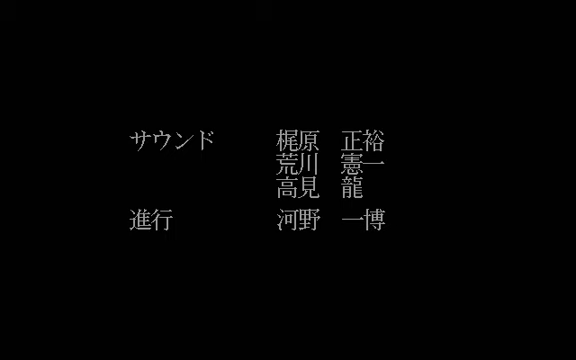 サウンド 梶原 正裕
荒川 憲一
高見 龍
進行 河野 一博